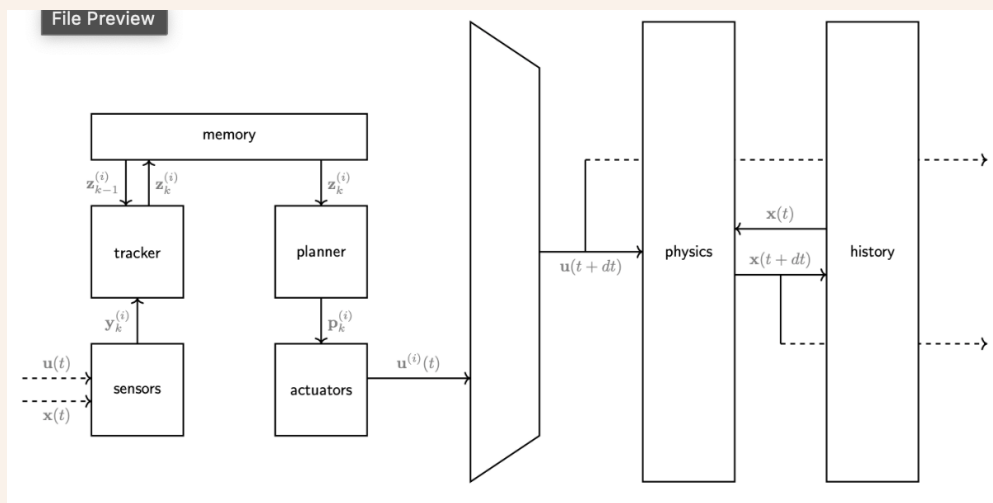 File Preview
memory
z_{k-1}^{(i)} z_k^{(i)} z_k^{(i)}
tracker planner physics history
x(t)
x(t + dt)
u(t + dt)
y_k^{(i)} p_k^{(i)}
u(t) u^{(i)}(t)
sensors actuators
x(t)